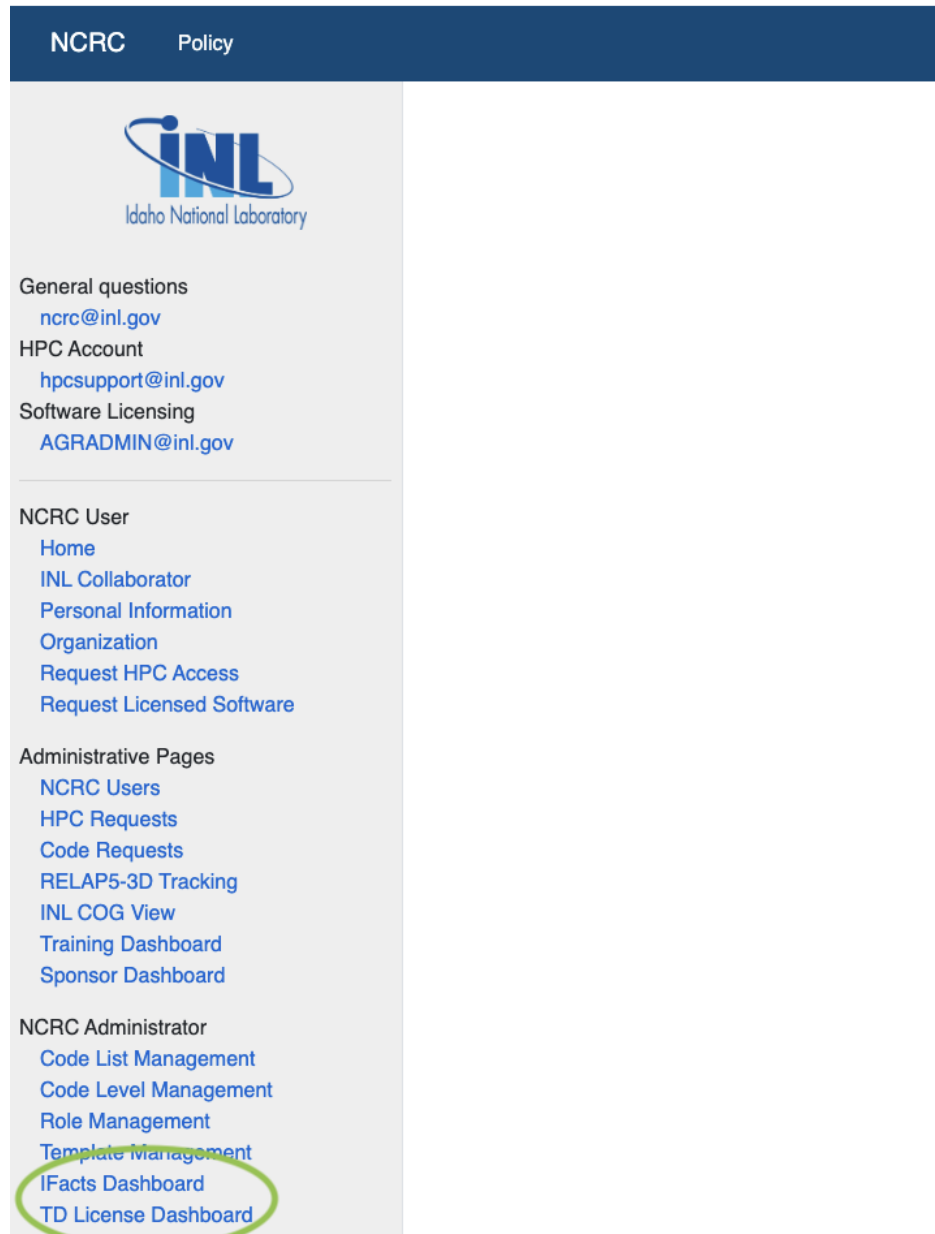 NCRC Policy
INL
Idaho National Laboratory
General questions
ncrc@inl.gov
HPC Account
hpcsupport@inl.gov
Software Licensing
AGRADMIN@inl.gov
NCRC User
Home
INL Collaborator
Personal Information
Organization
Request HPC Access
Request Licensed Software
Administrative Pages
NCRC Users
HPC Requests
Code Requests
RELAP5-3D Tracking
INL COG View
Training Dashboard
Sponsor Dashboard
NCRC Administrator
Code List Management
Code Level Management
Role Management
Template Management
IFacts Dashboard
TD License Dashboard